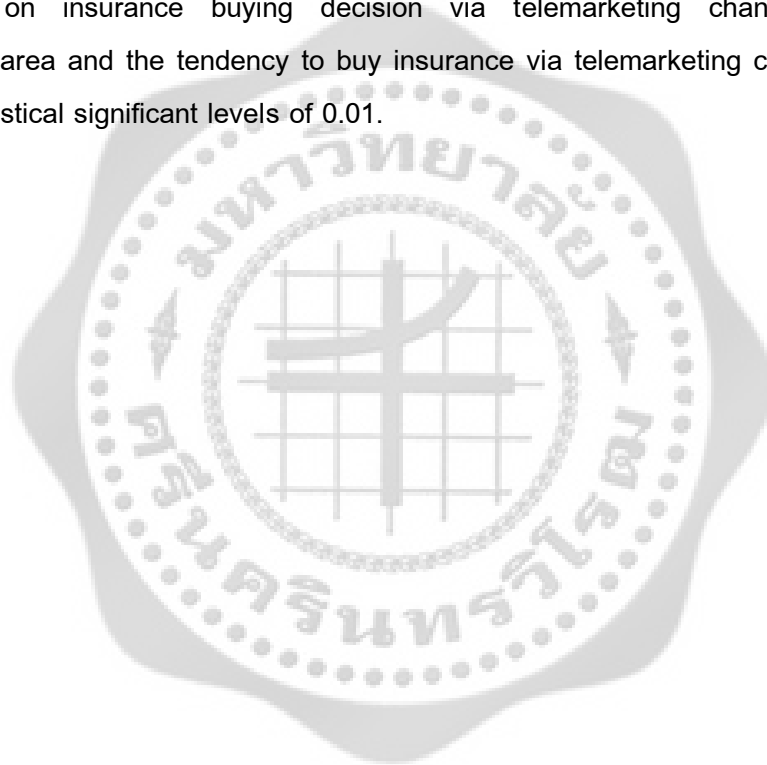 on insurance buying decision via telemarketing chan
area and the tendency to buy insurance via telemarketing c
stical significant levels of 0.01.
มหาวิทยาลัย
ศรีนครินทรวิโรฒ